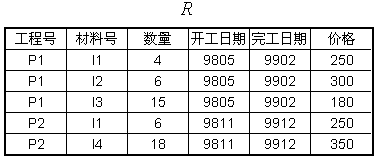 R
工程号 材料号 数量 开工日期 完工日期 价格
P1 I1 4 9805 9902 250
P1 I2 6 9805 9902 300
P1 I3 15 9805 9902 180
P2 I1 6 9811 9912 250
P2 I4 18 9811 9912 350